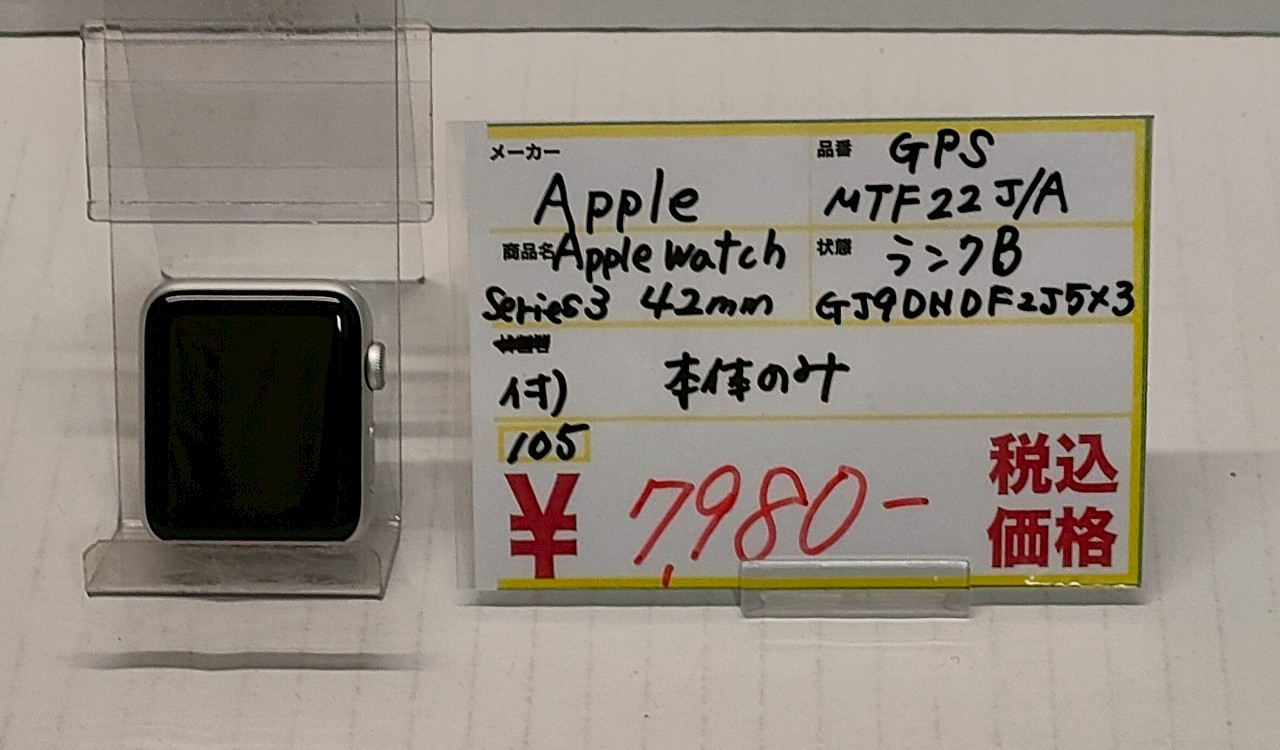 メーカー
Apple
品番 GPS
MTF22J/A
商品名 Apple Watch
Series3 42mm
状態 ランクB
GJ9DNDF2J5X3
付) 本体のみ
105
¥ 7,980-
税込
価格